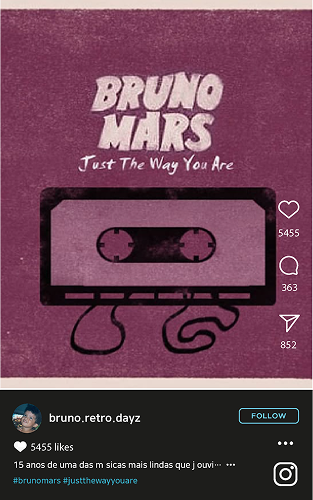 BRUNO
MARS
Just The Way You Are
5455
363
852
bruno.retro.dayz
FOLLOW
5455 likes
15 anos de uma das m sicas mais lindas que j ouvi··· ···
#brunomars #justthewayyouare